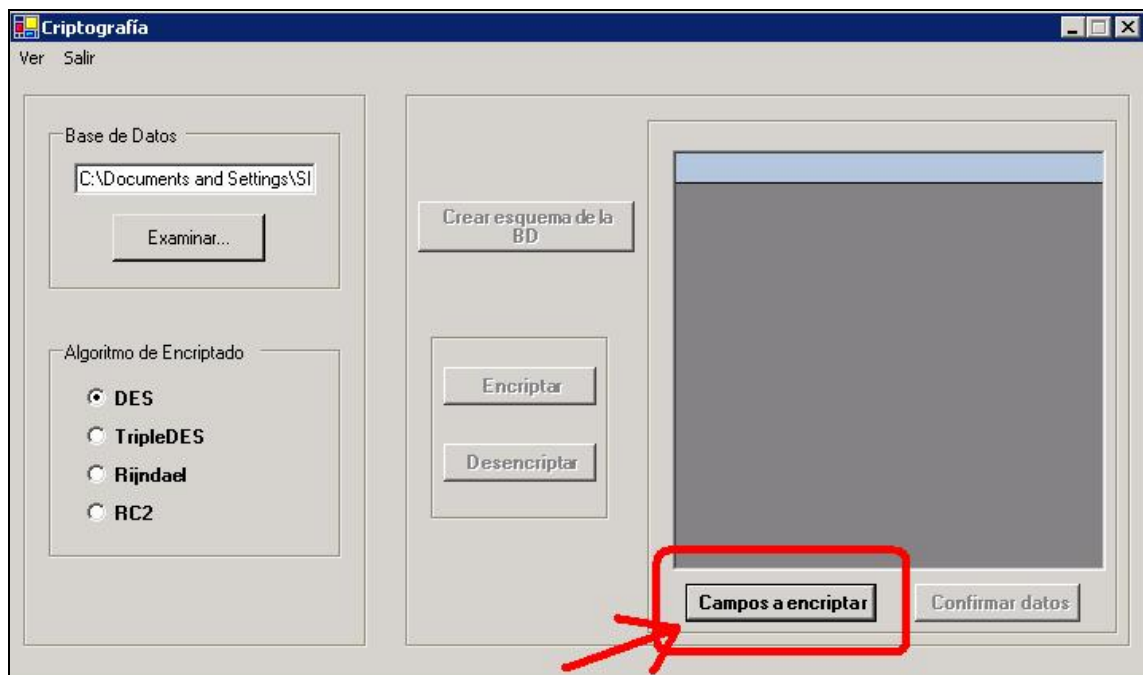 Criptografía
Ver Salir
Base de Datos
C:\Documents and Settings\SI
Examinar...
Algoritmo de Encriptado
DES
TripleDES
Rijndael
RC2
Crear esquema de la
BD
Encriptar
Desencriptar
Campos a encriptar
Confirmar datos